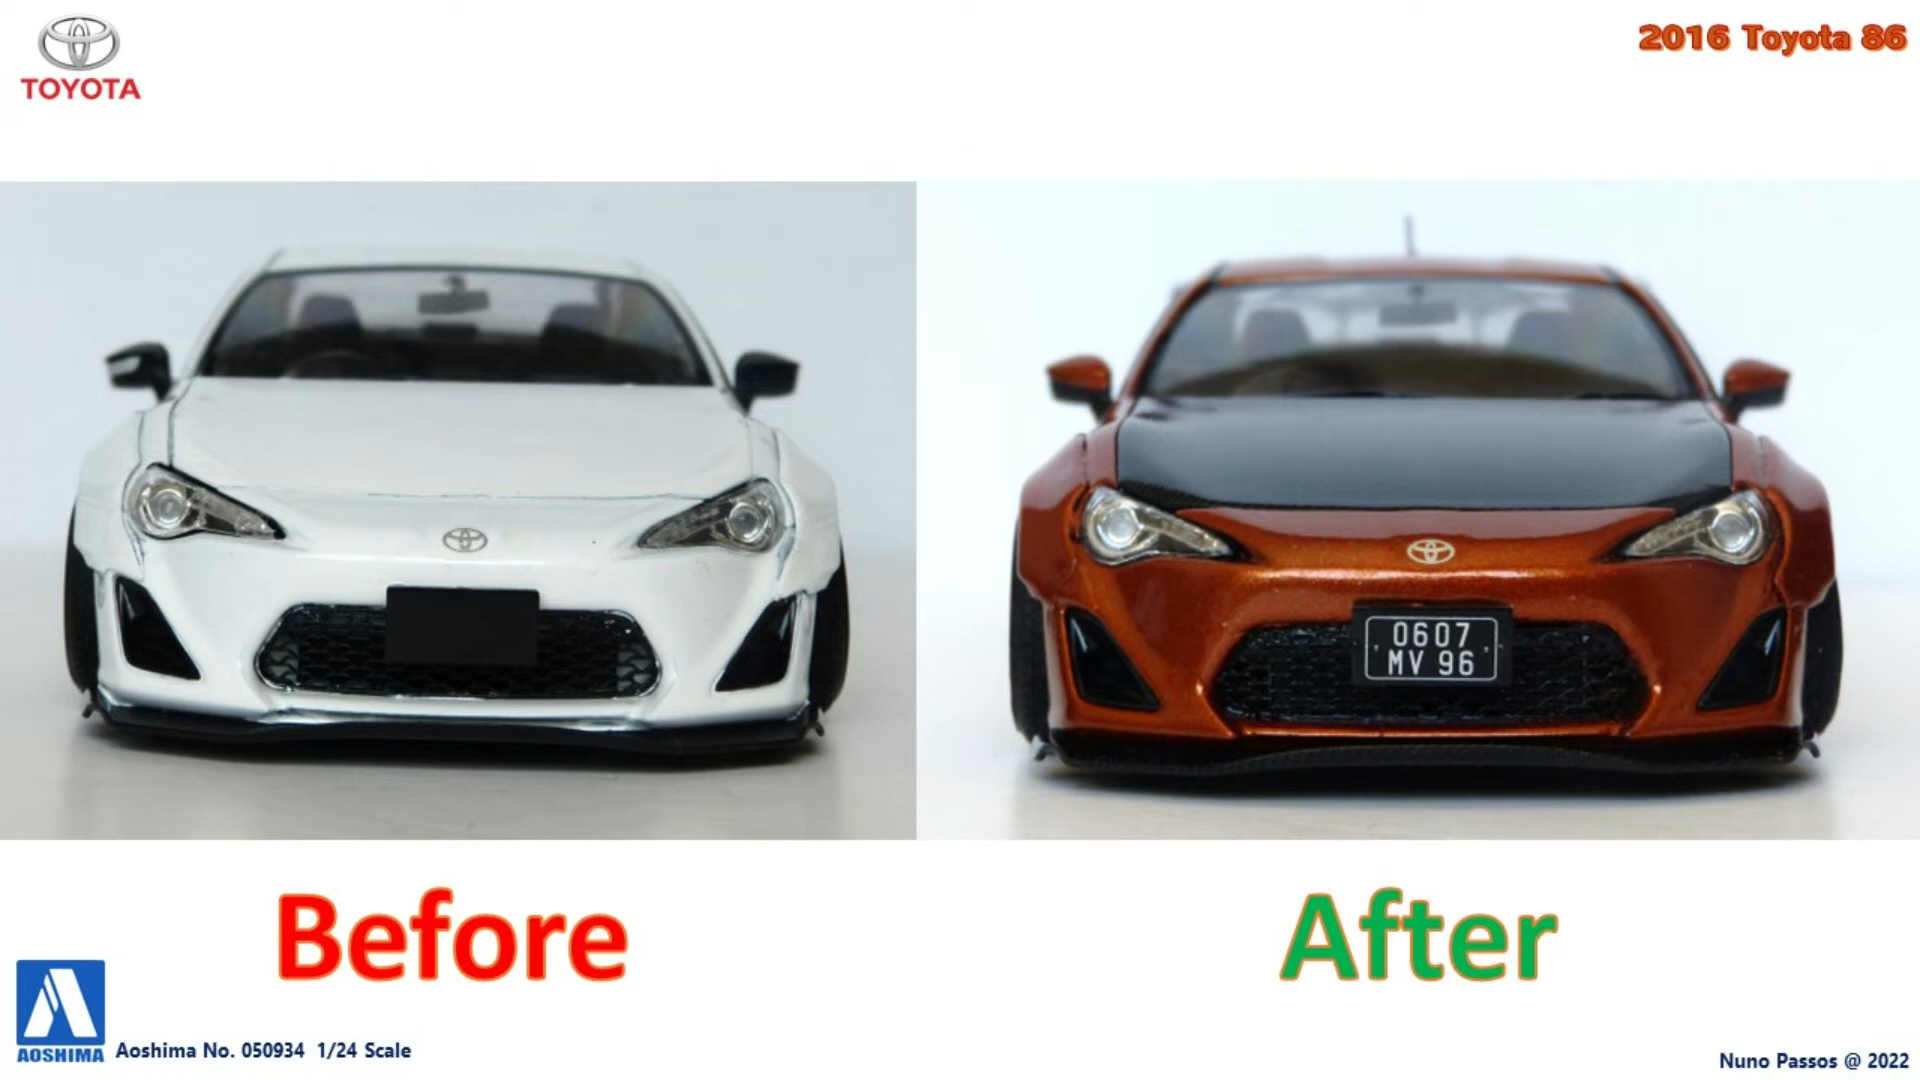 TOYOTA
2016 Toyota 86
0607
MV 96
Before
After
AOSHIMA
Aoshima No. 050934 1/24 Scale
Nuno Passos @ 2022